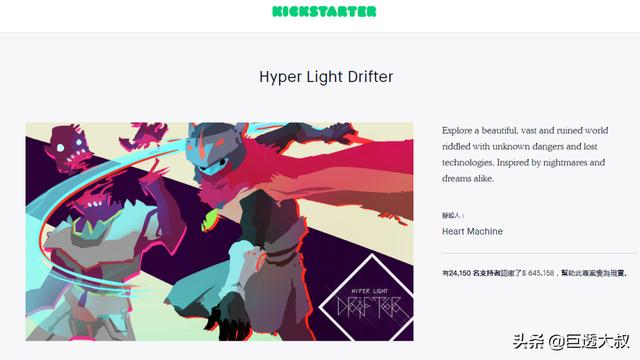 KICKSTARTER
Hyper Light Drifter
Explore a beautiful, vast and ruined world
riddled with unknown dangers and lost
technologies. Inspired by nightmares and
dreams alike.
發起人：
Heart Machine
有24,150 名支持者認繳了$ 645,158，幫助此專案變為現實。
HYPER LIGHT
DRIFTER
头条 @巨透大叔